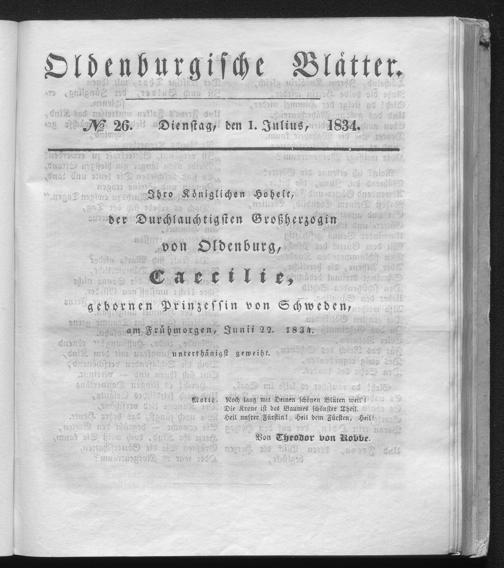 Oldenburgische Blätter.
№ 26. Dienstag, den 1. Julius, 1834.
Ihro Königlichen Hoheit,
der Durchlauchtigsten Großherzogin
von Oldenburg,
Caecilie,
gebornen Prinzessin von Schweden,
am Frühmorgen, Junii 22. 1834.
unterthänigst geweiht.
Motto. Noch lang mit Deinen schönen Blüten weil'!
Die Krone ist des Baumes schönster Theil.
Heil unsrer Fürstin! Heil dem Fürsten, Heil!
Von Theodor von Kobbe.